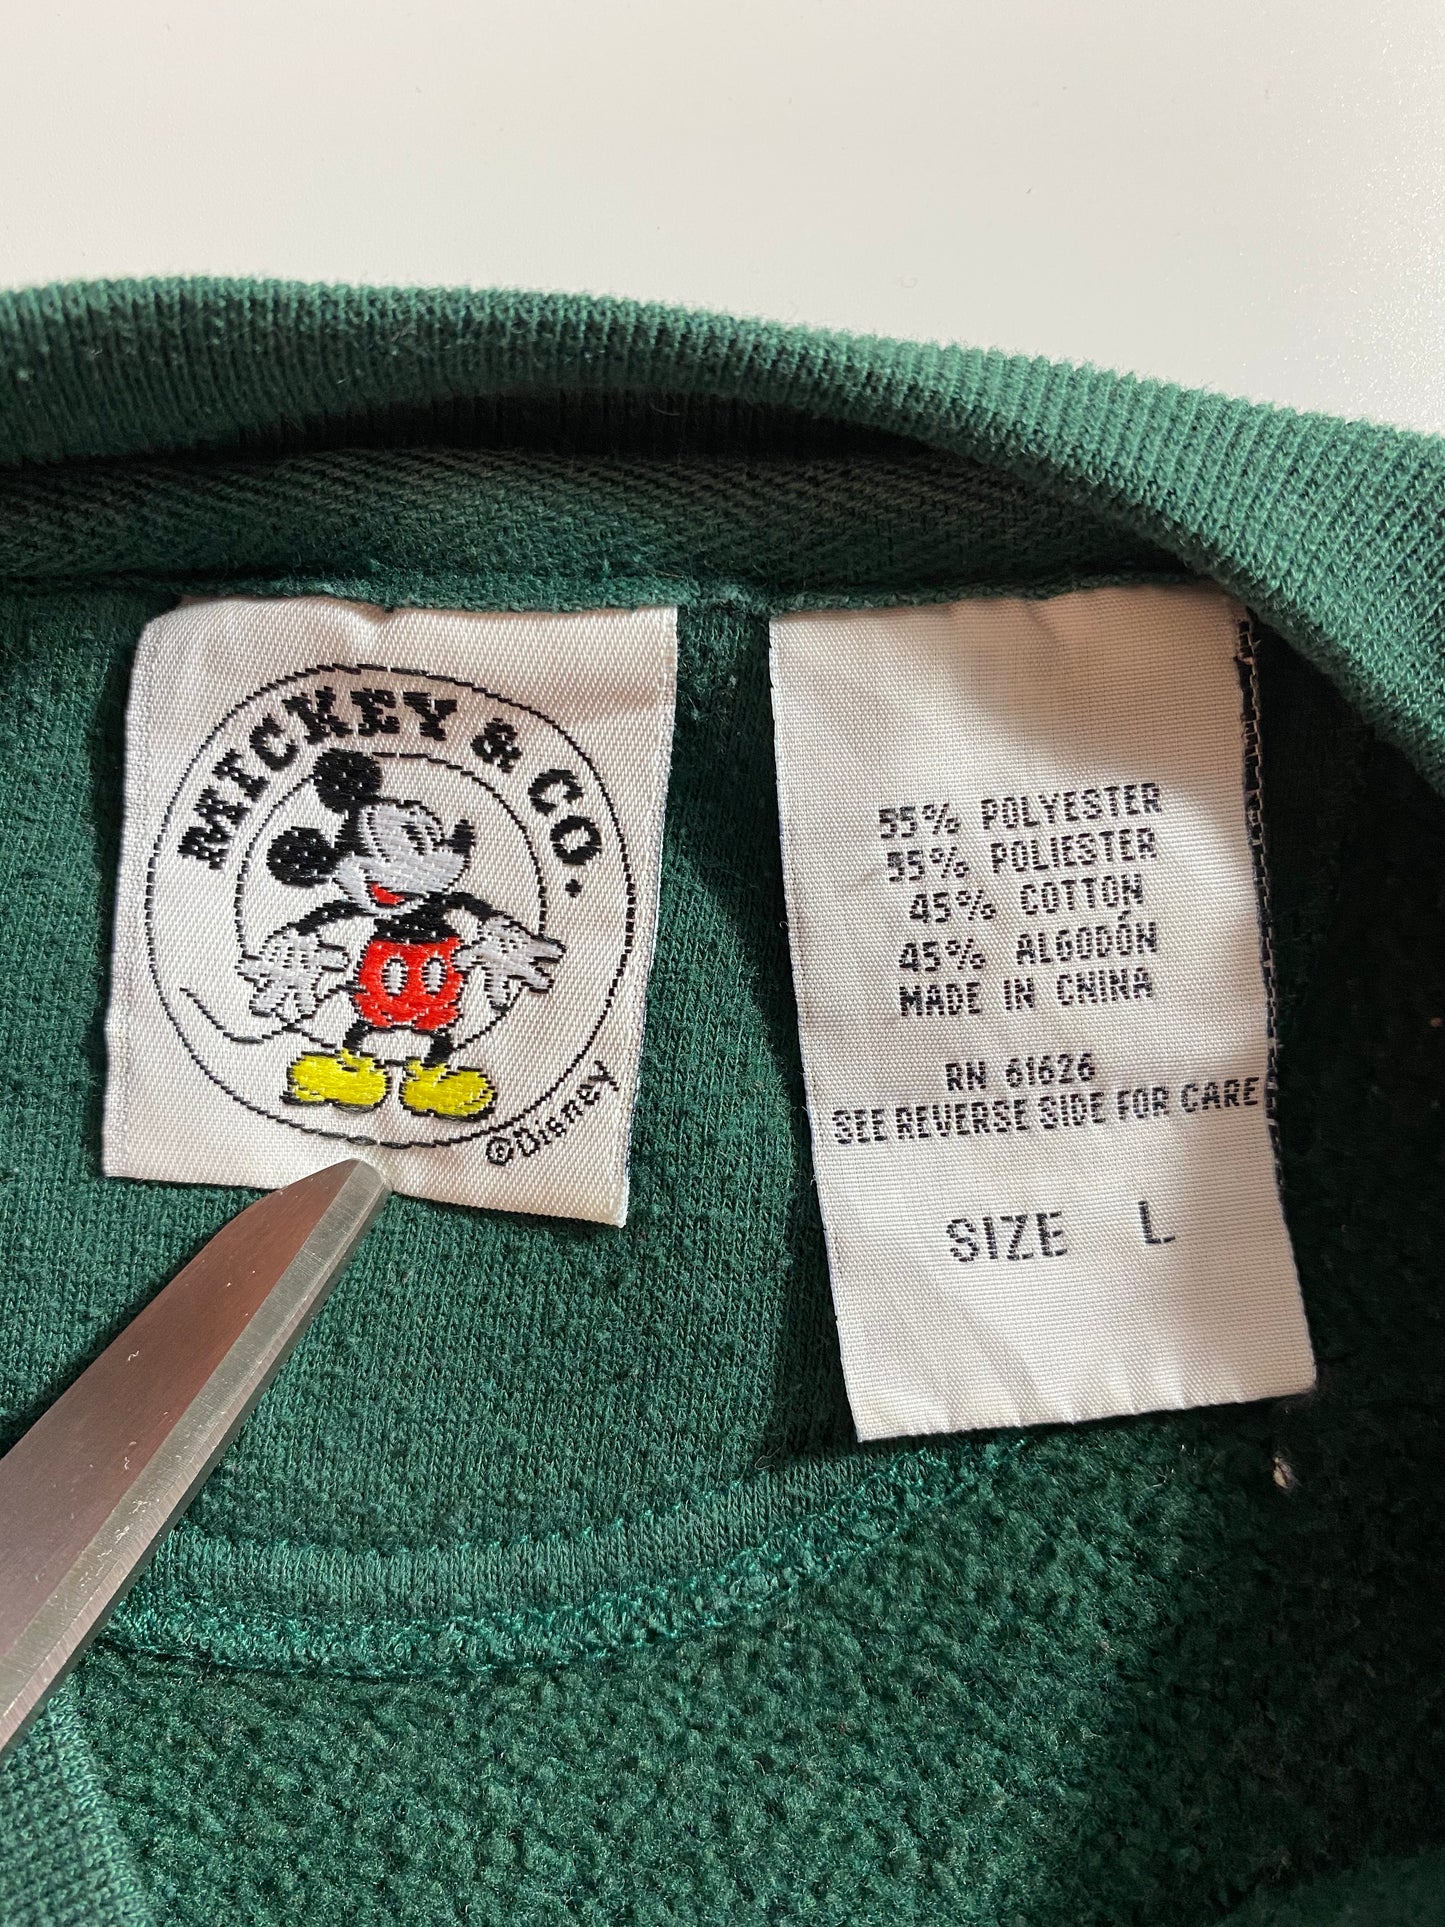 MICKEY & CO.
©Disney
55% POLYESTER
55% POLIESTER
45% COTTON
45% ALGODÓN
MADE IN CHINA
RN 61626
SEE REVERSE SIDE FOR CARE
SIZE L